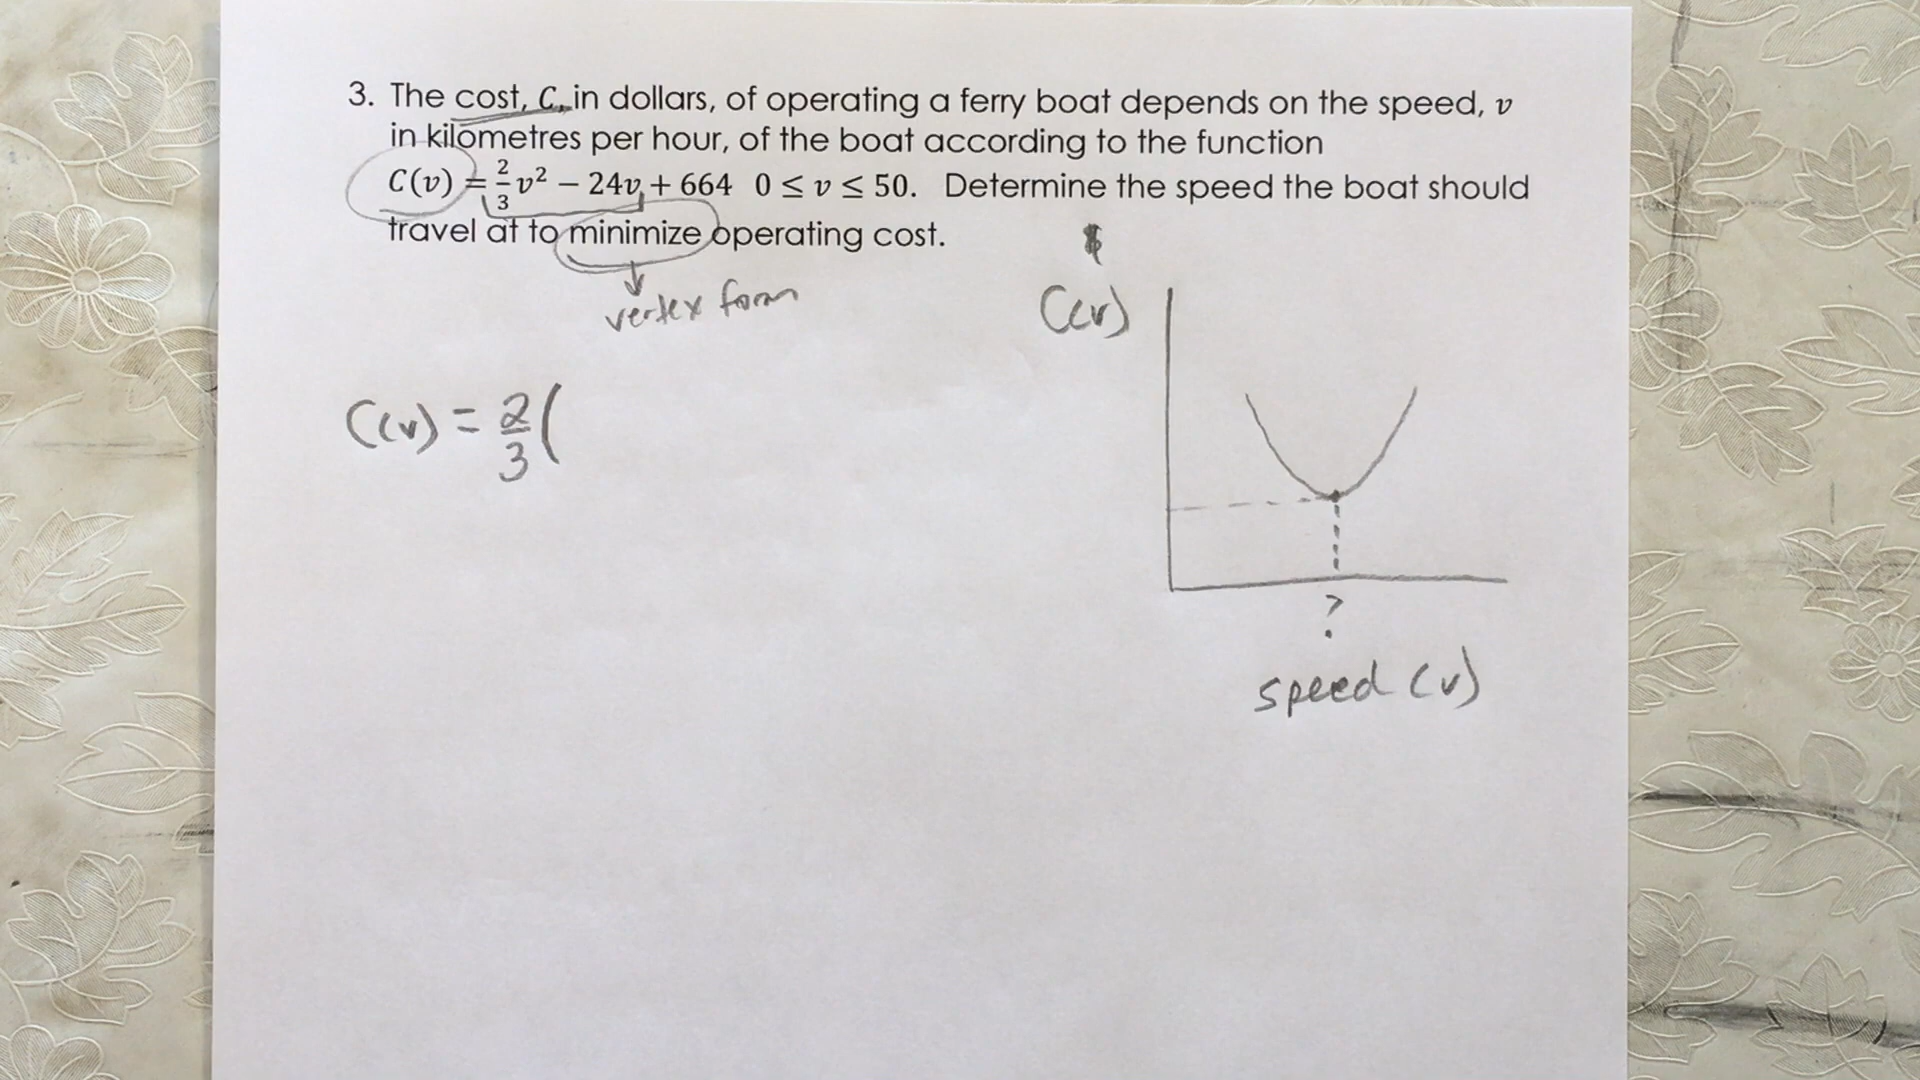 3. The cost, C, in dollars, of operating a ferry boat depends on the speed, v
in kilometres per hour, of the boat according to the function
C(v) = 2/3 v² − 24v + 664 0 ≤ v ≤ 50. Determine the speed the boat should
travel at to minimize operating cost.
$
vertex form
C(v)
C(v) = 2/3 (
?
speed (v)